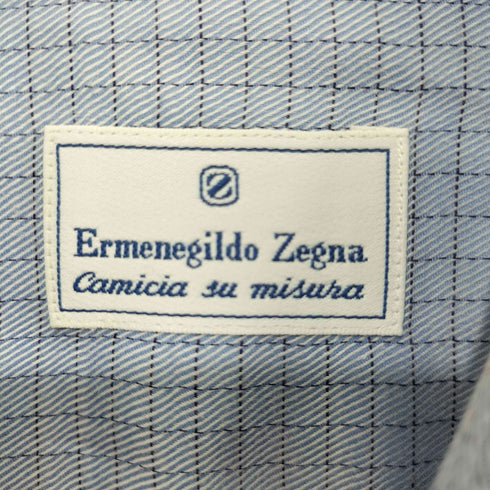 Z
Ermenegildo Zegna
Camicia su misura